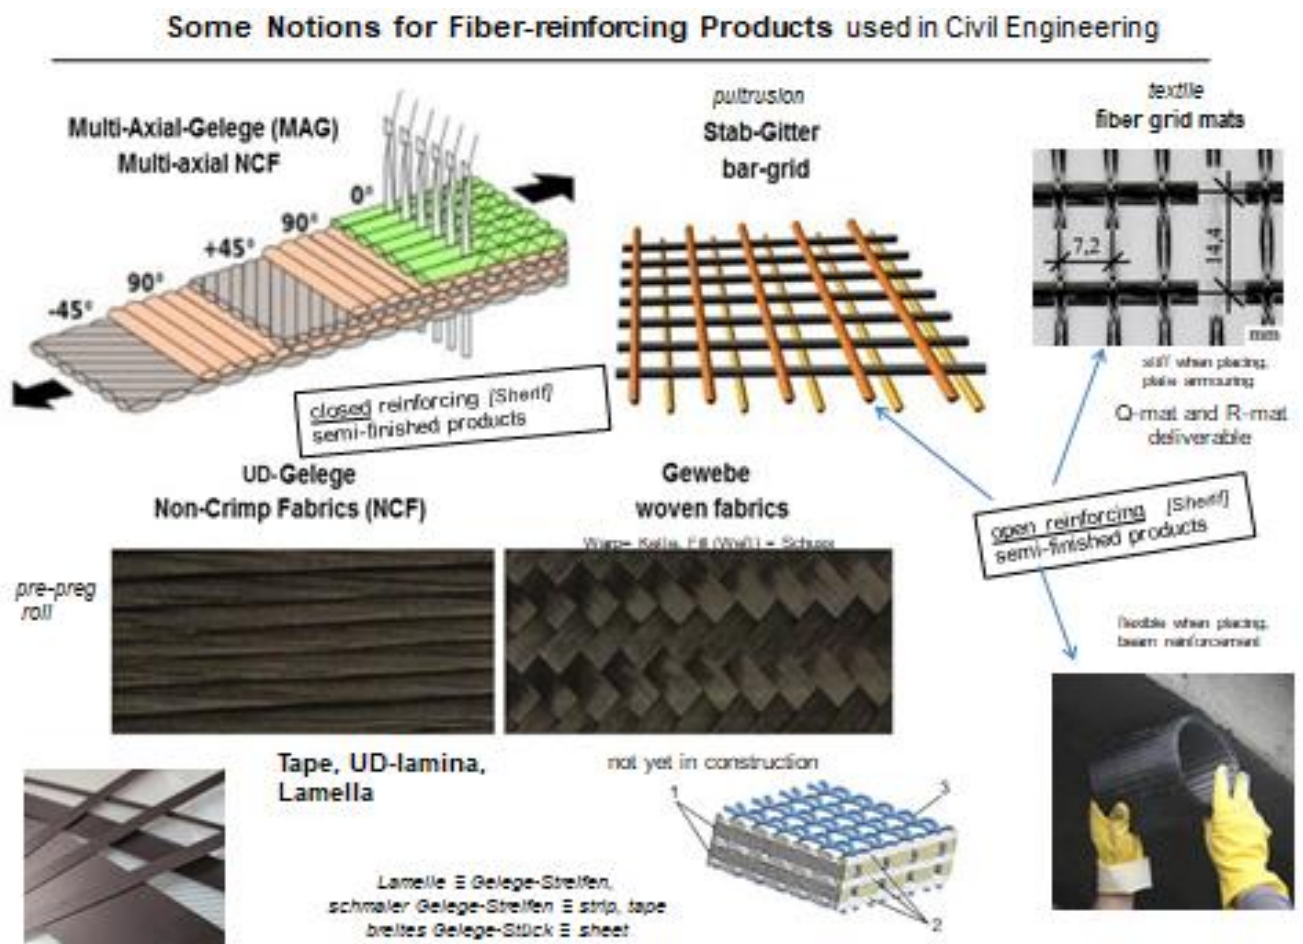 Some Notions for Fiber-reinforcing Products used in Civil Engineering
Multi-Axial-Gelege (MAG)
Multi-axial NCF
0°
90°
+45°
90°
-45°
pultrusion
Stab-Gitter
bar-grid
textile
fiber grid mats
7,2
14,4
mm
stiff when placing,
plate armouring
Q-mat and R-mat
deliverable
closed reinforcing [Sherif]
semi-finished products
open reinforcing [Sherif]
semi-finished products
UD-Gelege
Non-Crimp Fabrics (NCF)
Gewebe
woven fabrics
Warp= Kette, Fill (Weft) = Schuss
pre-preg
roll
flexible when placing,
beam reinforcement
Tape, UD-lamina,
Lamella
not yet in construction
1
3
2
Lamelle ≡ Gelege-Streifen,
schmaler Gelege-Streifen ≡ strip, tape
breites Gelege-Stück ≡ sheet